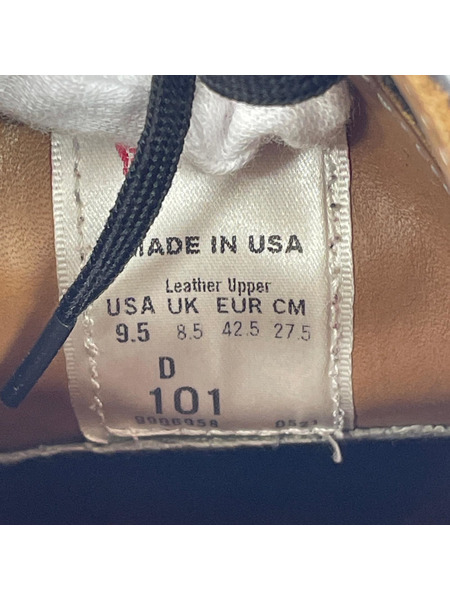 MADE IN USA
Leather Upper
USA UK EUR CM
9.5 8.5 42.5 27.5
D
101